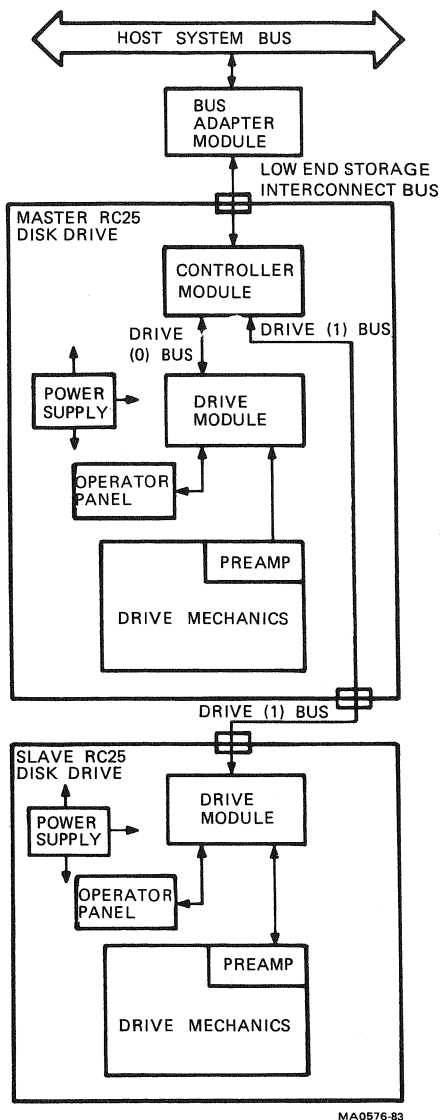 HOST SYSTEM BUS
BUS
ADAPTER
MODULE
LOW END STORAGE
INTERCONNECT BUS
MASTER RC25
DISK DRIVE
CONTROLLER
MODULE
DRIVE
(0) BUS
DRIVE (1) BUS
POWER
SUPPLY
DRIVE
MODULE
OPERATOR
PANEL
PREAMP
DRIVE MECHANICS
DRIVE (1) BUS
SLAVE RC25
DISK DRIVE
DRIVE
MODULE
POWER
SUPPLY
OPERATOR
PANEL
PREAMP
DRIVE MECHANICS
MA0576-83